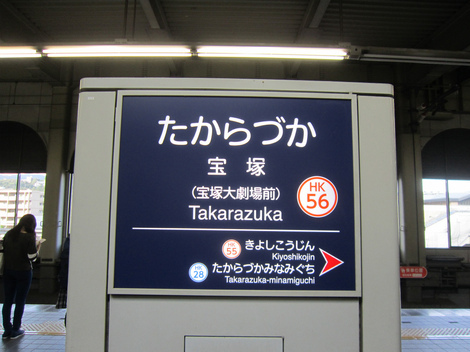 たからづか
宝塚
(宝塚大劇場前)
Takarazuka
HK
56
HK
55
きよしこうじん
Kiyoshikojin
HK
28
たからづかみなみぐち
Takarazuka-minamiguchi